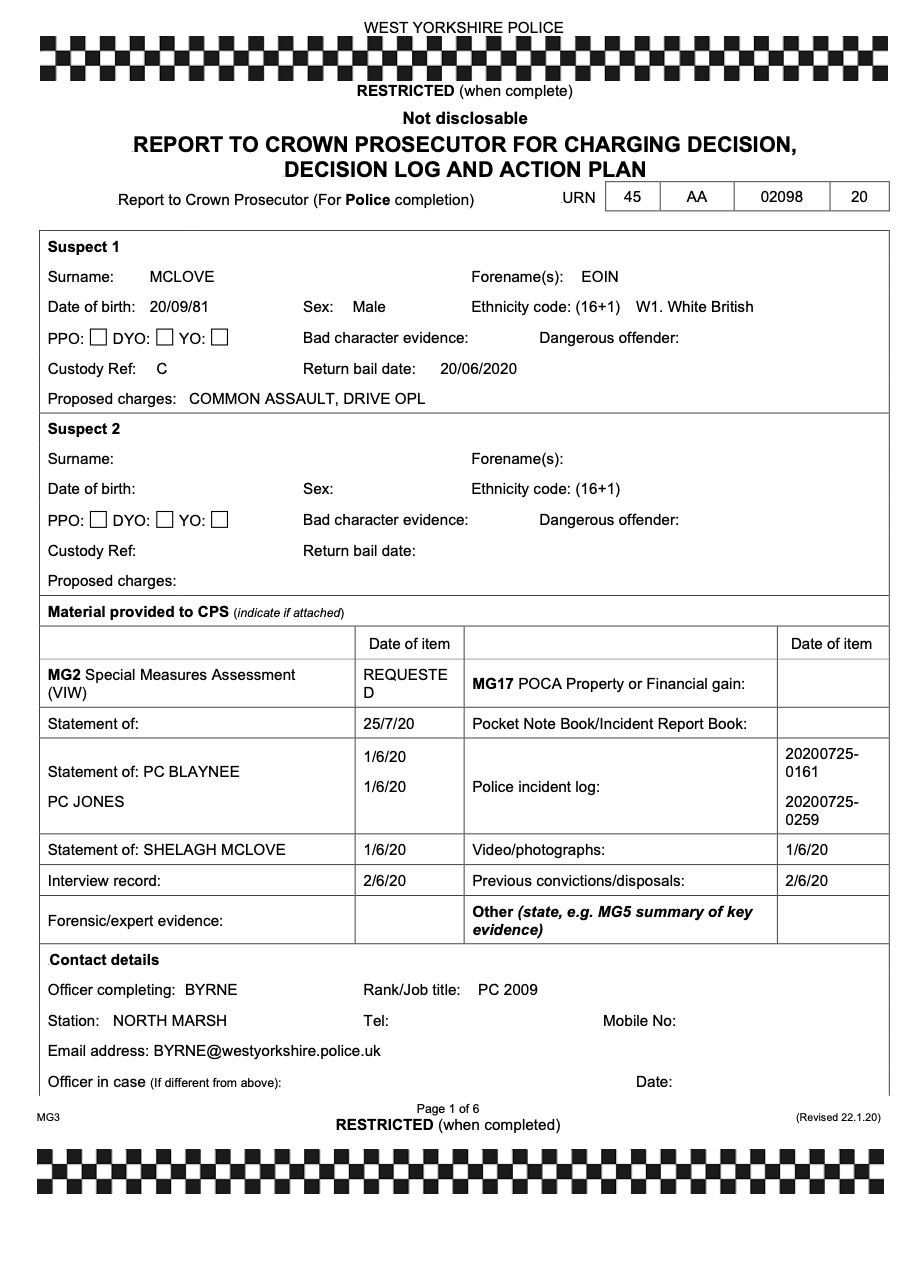 WEST YORKSHIRE POLICE
RESTRICTED (when complete)
Not disclosable
REPORT TO CROWN PROSECUTOR FOR CHARGING DECISION,
DECISION LOG AND ACTION PLAN
Report to Crown Prosecutor (For Police completion) URN 45 AA 02098 20
Suspect 1
Surname: MCLOVE Forename(s): EOIN
Date of birth: 20/09/81 Sex: Male Ethnicity code: (16+1) W1. White British
PPO: DYO: YO: Bad character evidence: Dangerous offender:
Custody Ref: C Return bail date: 20/06/2020
Proposed charges: COMMON ASSAULT, DRIVE OPL
Suspect 2
Surname: Forename(s):
Date of birth: Sex: Ethnicity code: (16+1)
PPO: DYO: YO: Bad character evidence: Dangerous offender:
Custody Ref: Return bail date:
Proposed charges:
Material provided to CPS (indicate if attached)
Date of item Date of item
MG2 Special Measures Assessment
(VIW)
REQUESTE
D
MG17 POCA Property or Financial gain:
Statement of: 25/7/20 Pocket Note Book/Incident Report Book:
Statement of: PC BLAYNEE
PC JONES
1/6/20
1/6/20
Police incident log:
20200725-
0161
20200725-
0259
Statement of: SHELAGH MCLOVE 1/6/20 Video/photographs: 1/6/20
Interview record: 2/6/20 Previous convictions/disposals: 2/6/20
Forensic/expert evidence:
Other (state, e.g. MG5 summary of key
evidence)
Contact details
Officer completing: BYRNE Rank/Job title: PC 2009
Station: NORTH MARSH Tel: Mobile No:
Email address: BYRNE@westyorkshire.police.uk
Officer in case (If different from above): Date:
Page 1 of 6
MG3 RESTRICTED (when completed) (Revised 22.1.20)